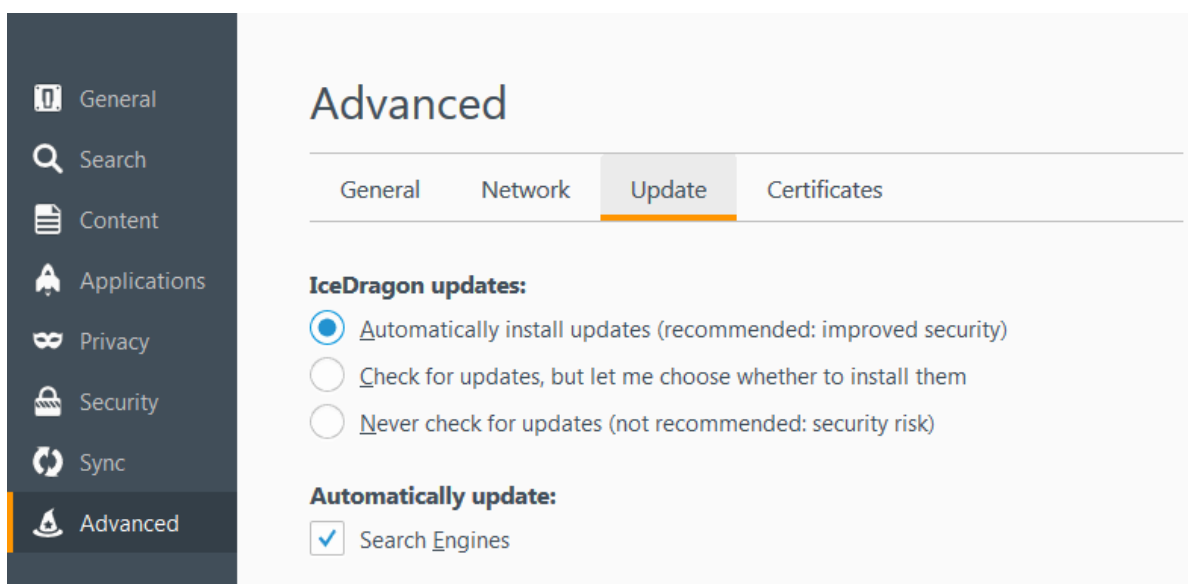 General
Search
Content
Applications
Privacy
Security
Sync
Advanced
Advanced
General Network Update Certificates
IceDragon updates:
Automatically install updates (recommended: improved security)
Check for updates, but let me choose whether to install them
Never check for updates (not recommended: security risk)
Automatically update:
Search Engines